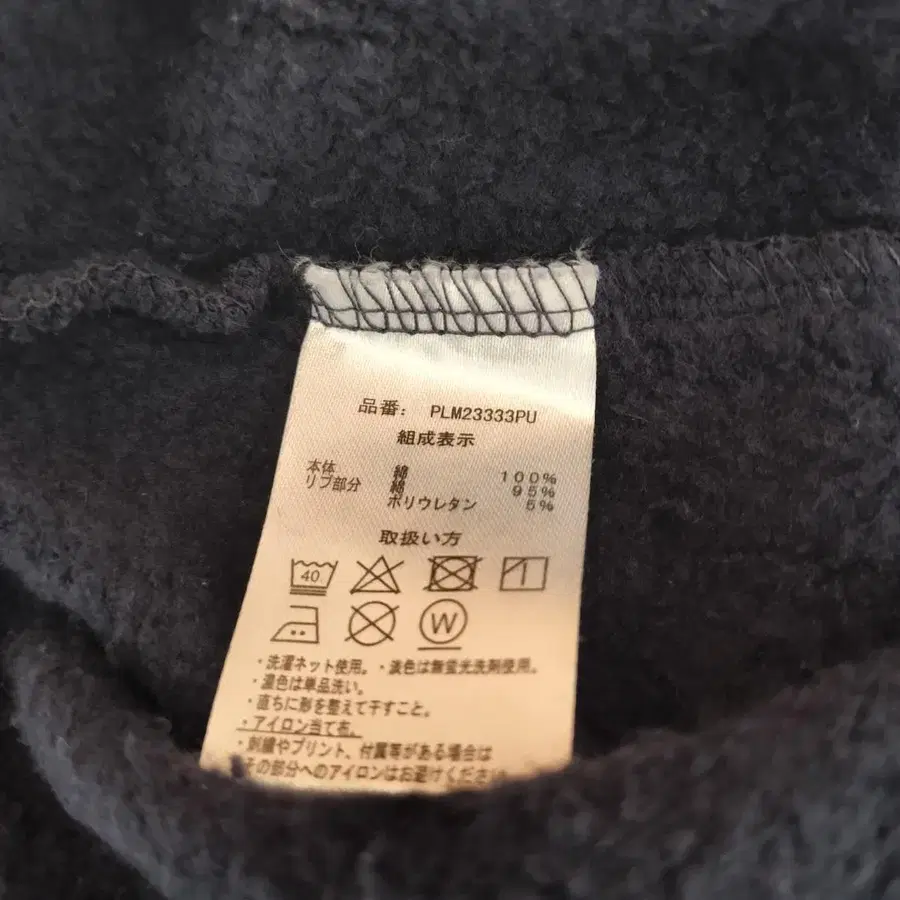 品番: PLM23333PU
組成表示
本体 綿 100%
リブ部分 綿 95%
ポリウレタン 5%
取扱い方
40
W
・洗濯ネット使用。・淡色は無蛍光洗剤使用。
・濃色は単品洗い。
・直ちに形を整えて干すこと。
・アイロン当て布。
・刺繍やプリント、付属等がある場合は
その部分へのアイロンはお避けください